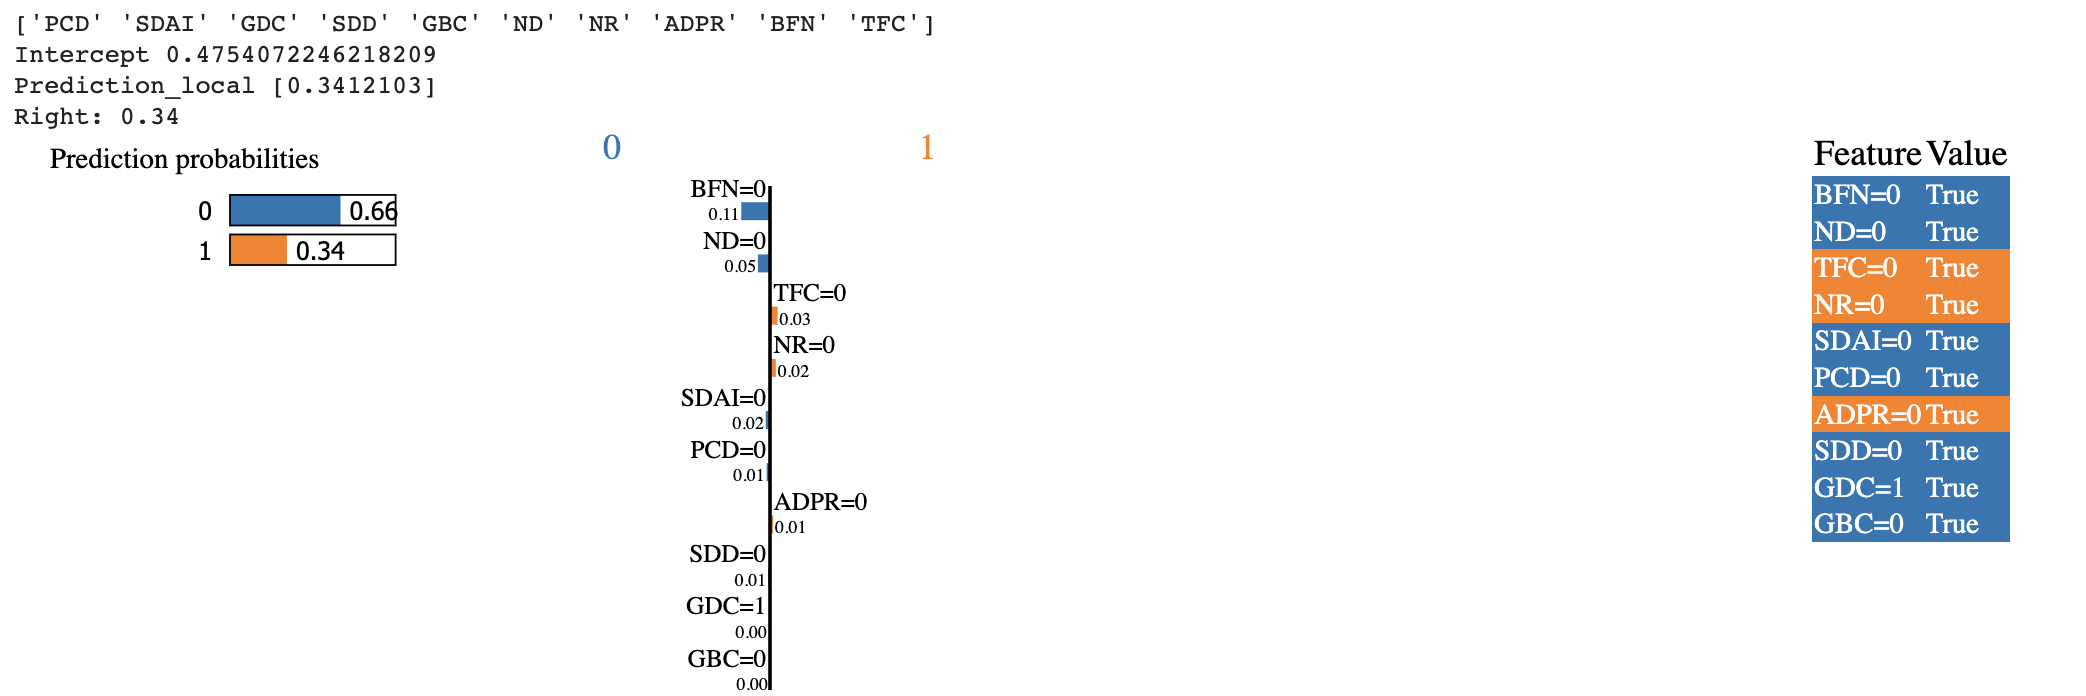 ['PCD' 'SDAI' 'GDC' 'SDD' 'GBC' 'ND' 'NR' 'ADPR' 'BFN' 'TFC']
Intercept 0.4754072246218209
Prediction_local [0.3412103]
Right: 0.34
Prediction probabilities
0 0.66
1 0.34
0 1
BFN=0
0.11
ND=0
0.05
TFC=0
0.03
NR=0
0.02
SDAI=0
0.02
PCD=0
0.01
ADPR=0
0.01
SDD=0
0.01
GDC=1
0.00
GBC=0
0.00
Feature Value
BFN=0 True
ND=0 True
TFC=0 True
NR=0 True
SDAI=0 True
PCD=0 True
ADPR=0 True
SDD=0 True
GDC=1 True
GBC=0 True